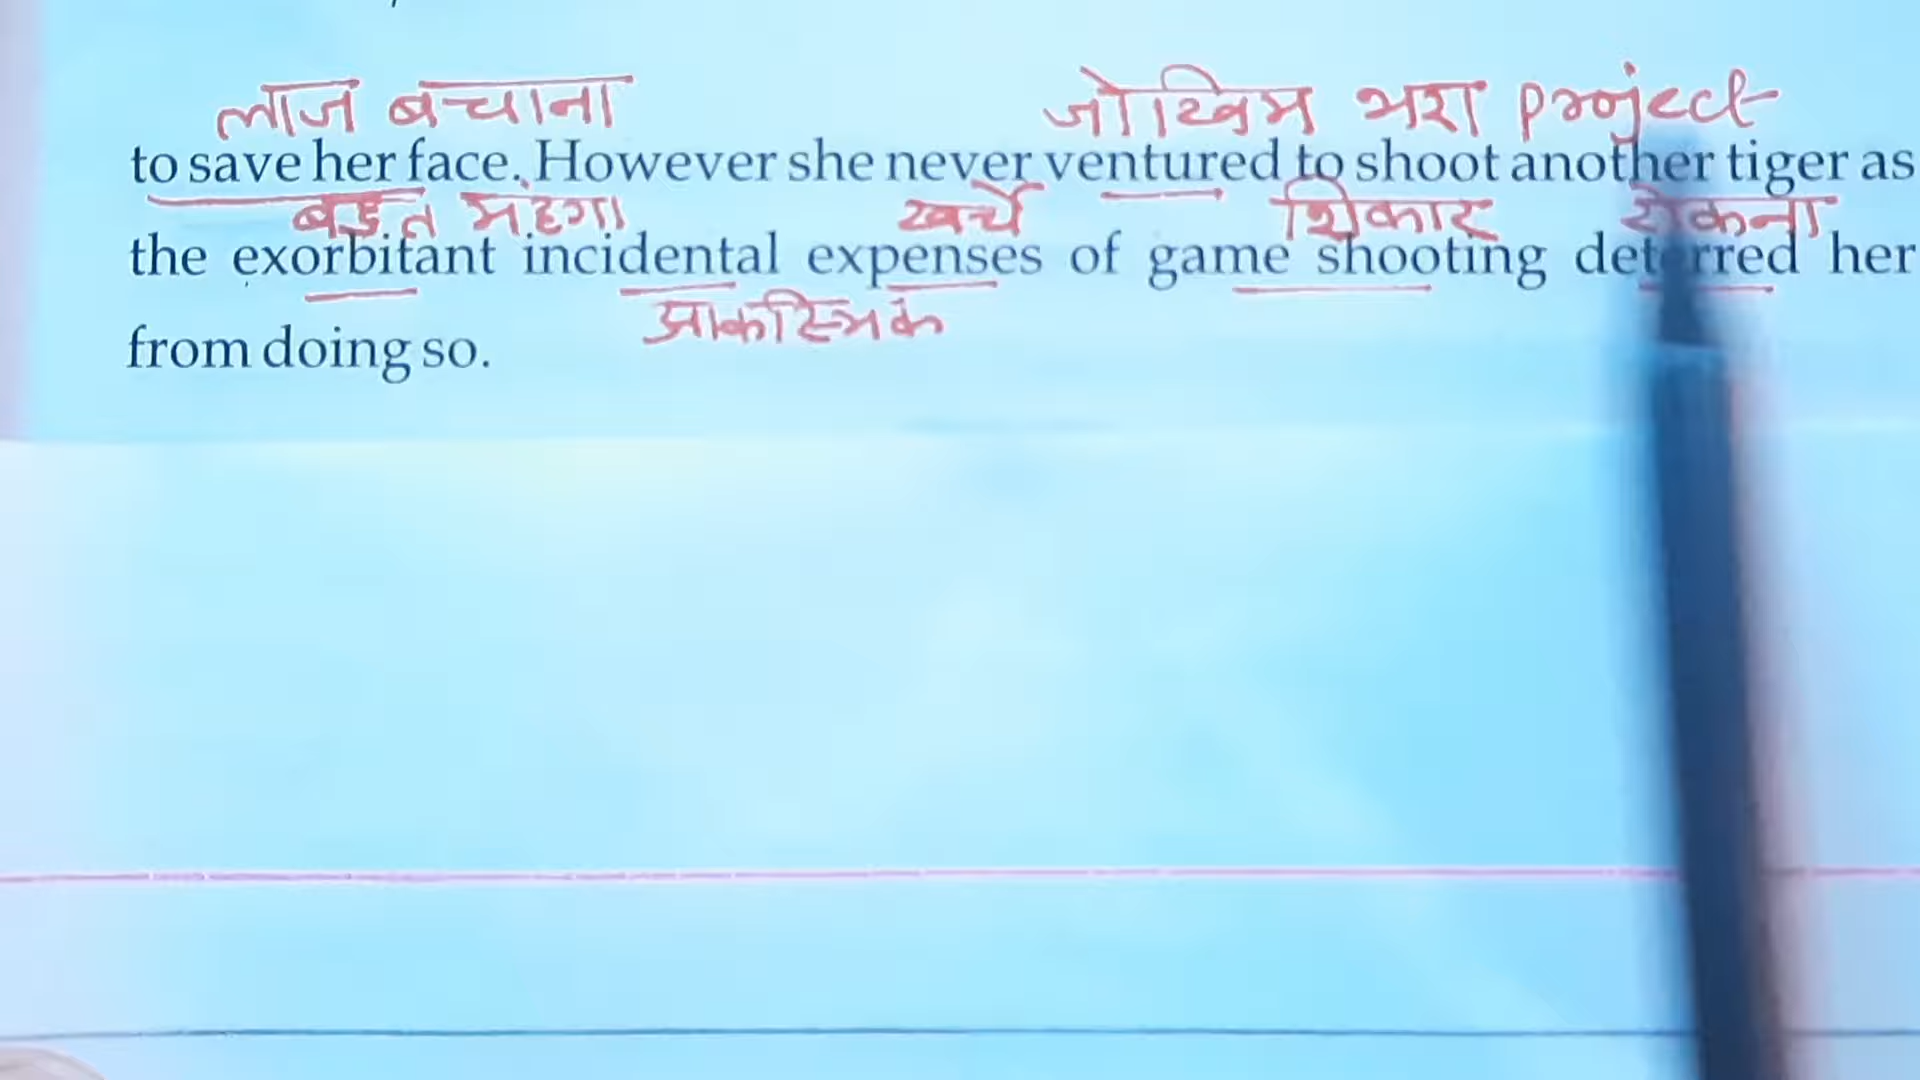 लाज बचाना जोखिम भरा project
to save her face. However she never ventured to shoot another tiger as
बहुत महंगा खर्चे शिकार रोकना
the exorbitant incidental expenses of game shooting deterred her
आकस्मिक
from doing so.